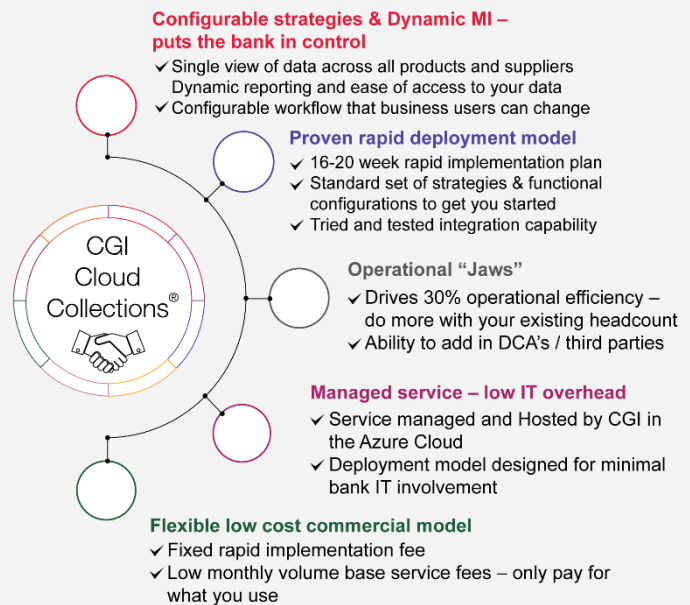 Configurable strategies & Dynamic MI –
puts the bank in control
✓ Single view of data across all products and suppliers
Dynamic reporting and ease of access to your data
✓ Configurable workflow that business users can change
Proven rapid deployment model
✓ 16-20 week rapid implementation plan
✓ Standard set of strategies & functional
configurations to get you started
✓ Tried and tested integration capability
CGI
Cloud
Collections®
Operational “Jaws”
✓ Drives 30% operational efficiency –
do more with your existing headcount
✓ Ability to add in DCA’s / third parties
Managed service – low IT overhead
✓ Service managed and Hosted by CGI in
the Azure Cloud
✓ Deployment model designed for minimal
bank IT involvement
Flexible low cost commercial model
✓ Fixed rapid implementation fee
✓ Low monthly volume base service fees – only pay for
what you use